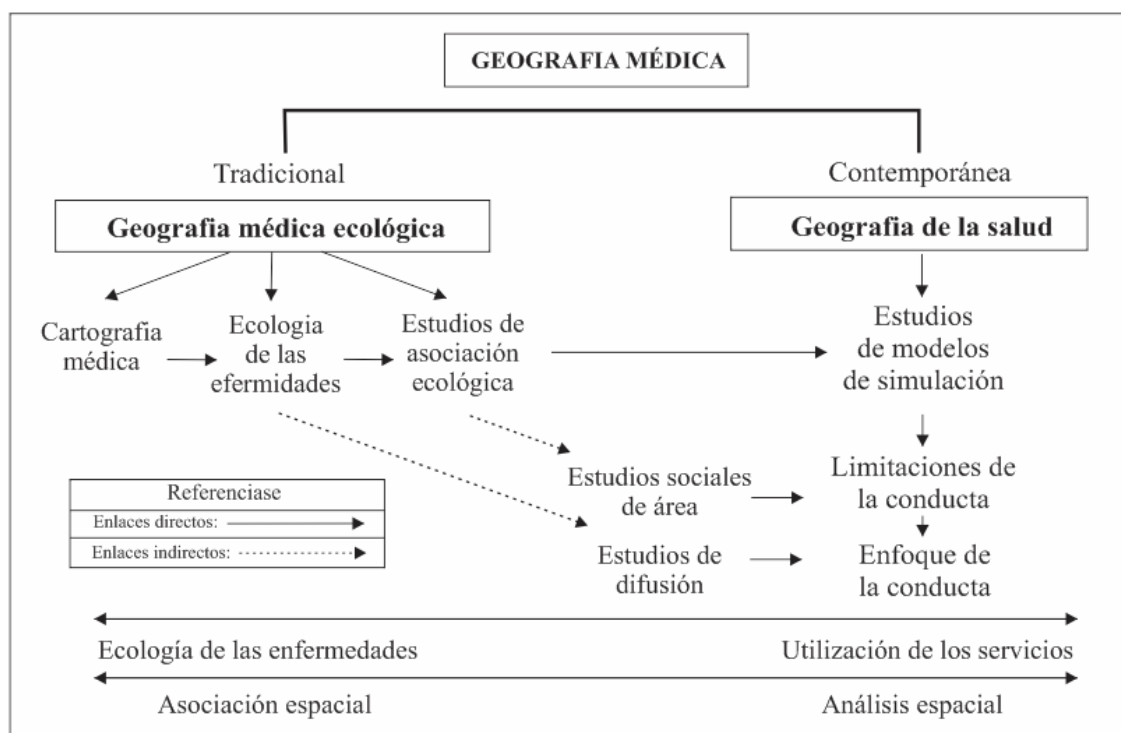 GEOGRAFIA MÉDICA
Tradicional
Contemporánea
Geografia médica ecológica
Geografia de la salud
Cartografia
médica
Ecologia
de las
efermidades
Estudios de
asociación
ecológica
Estudios
de modelos
de simulación
Estudios sociales
de área
Limitaciones de
la conducta
Referenciase
Enlaces directos:
Enlaces indirectos:
Estudios de
difusión
Enfoque de
la conducta
Ecología de las enfermedades
Utilización de los servicios
Asociación espacial
Análisis espacial